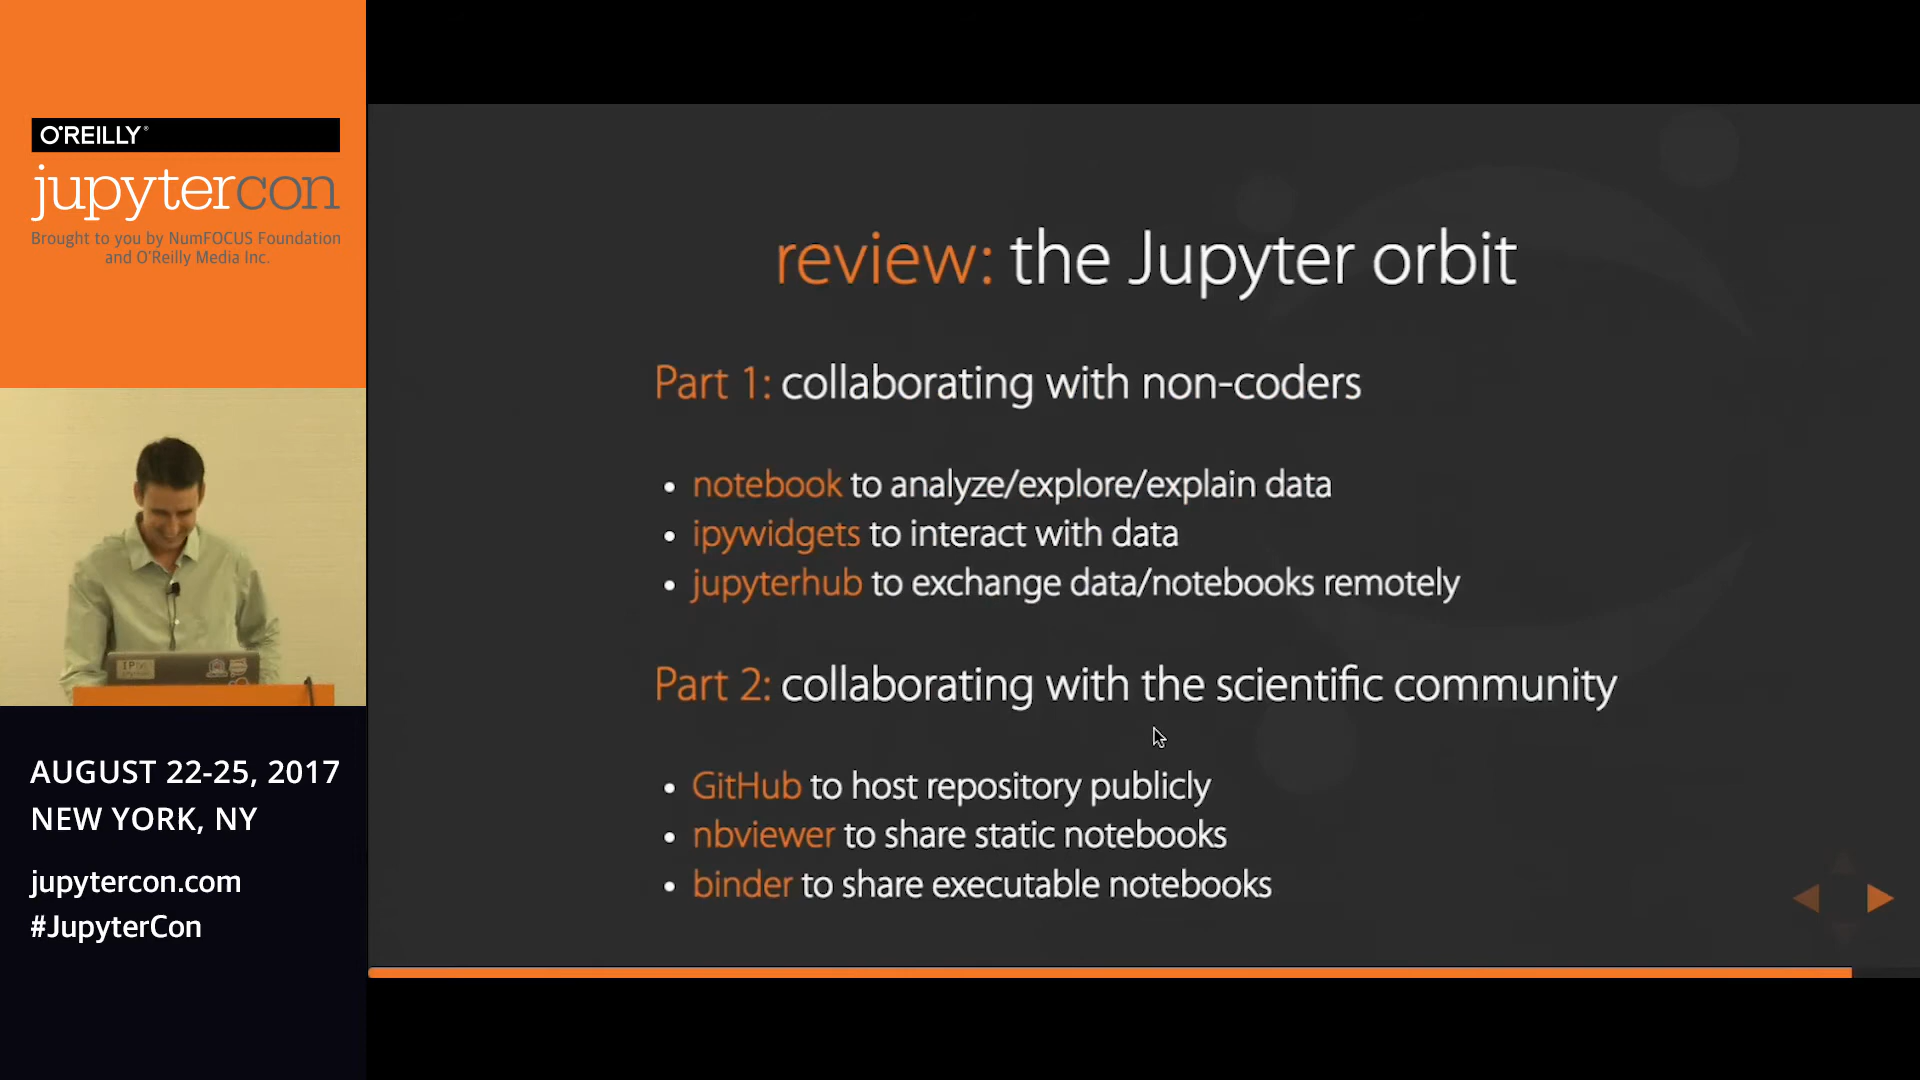 O'REILLY®
jupytercon
Brought to you by NumFOCUS Foundation
and O'Reilly Media Inc.
AUGUST 22-25, 2017
NEW YORK, NY
jupytercon.com
#JupyterCon
review: the Jupyter orbit
Part 1: collaborating with non-coders
• notebook to analyze/explore/explain data
• ipywidgets to interact with data
• jupyterhub to exchange data/notebooks remotely
Part 2: collaborating with the scientific community
• GitHub to host repository publicly
• nbviewer to share static notebooks
• binder to share executable notebooks